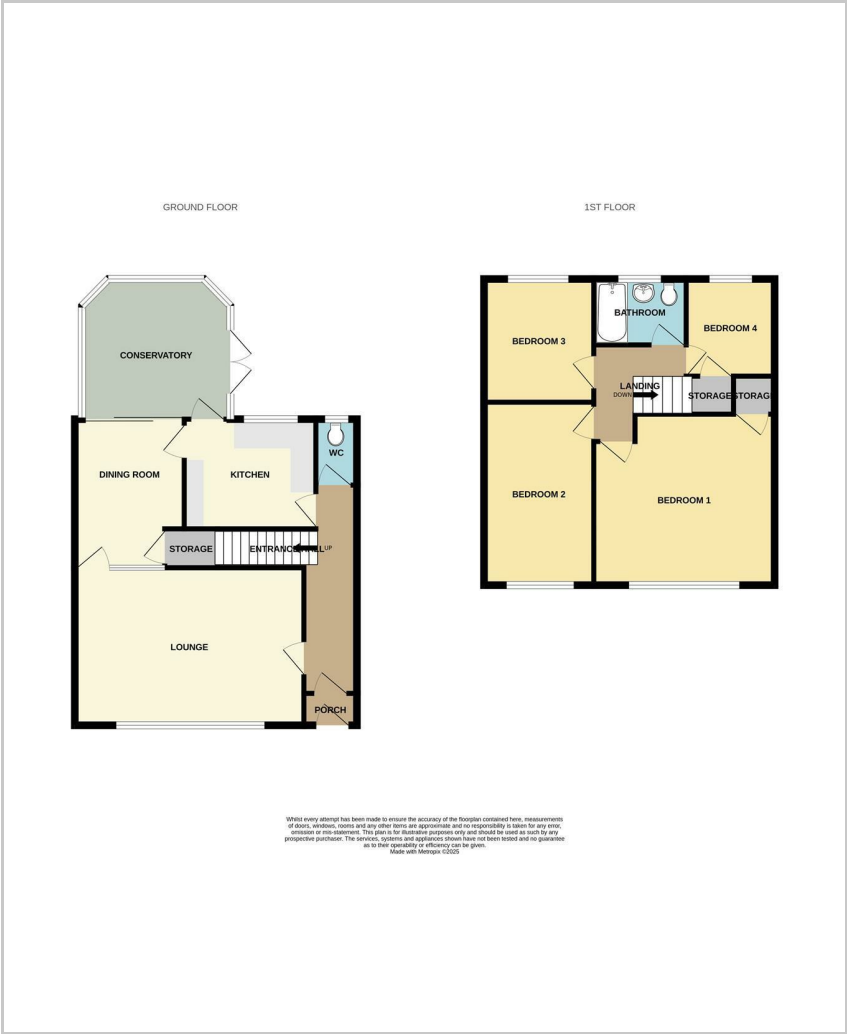 GROUND FLOOR
CONSERVATORY
DINING ROOM
KITCHEN
WC
STORAGE
ENTRANCE HALL
UP
LOUNGE
PORCH
1ST FLOOR
BEDROOM 3
BATHROOM
BEDROOM 4
LANDING
DOWN
STORAGE
STORAGE
BEDROOM 2
BEDROOM 1
Whilst every attempt has been made to ensure the accuracy of the floorplan contained here, measurements
of doors, windows, rooms and any other items are approximate and no responsibility is taken for any error,
omission or mis-statement. This plan is for illustrative purposes only and should be used as such by any
prospective purchaser. The services, systems and appliances shown have not been tested and no guarantee
as to their operability or efficiency can be given.
Made with Metropix ©2025